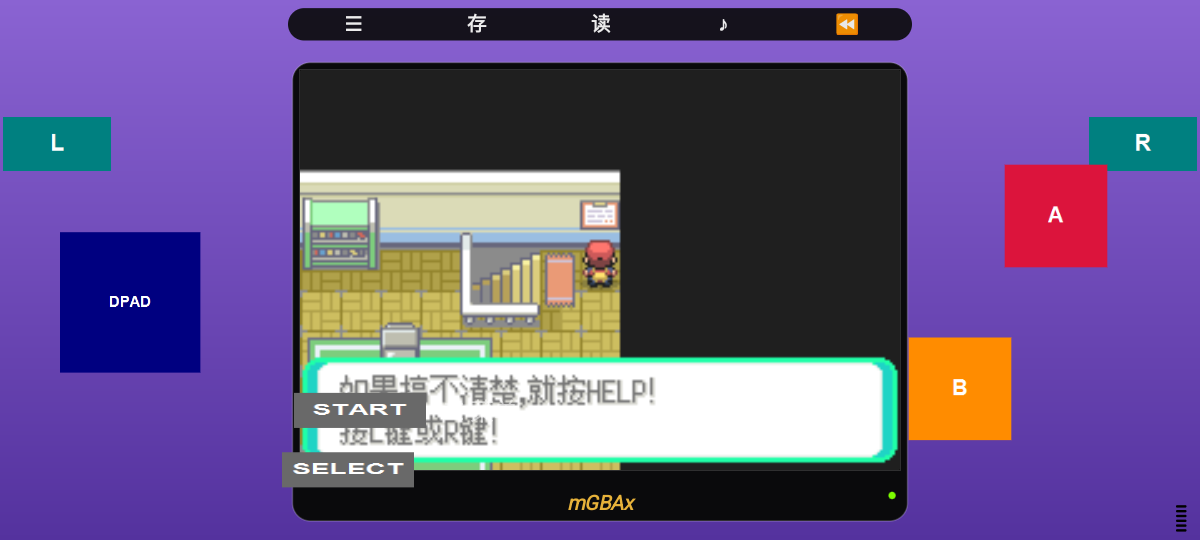 ☰ 存 读 ♪ ⏪
L
R
A
DPAD
B
如果搞不清楚,就按HELP!
START
按L键或R键!
SELECT
mGBAx